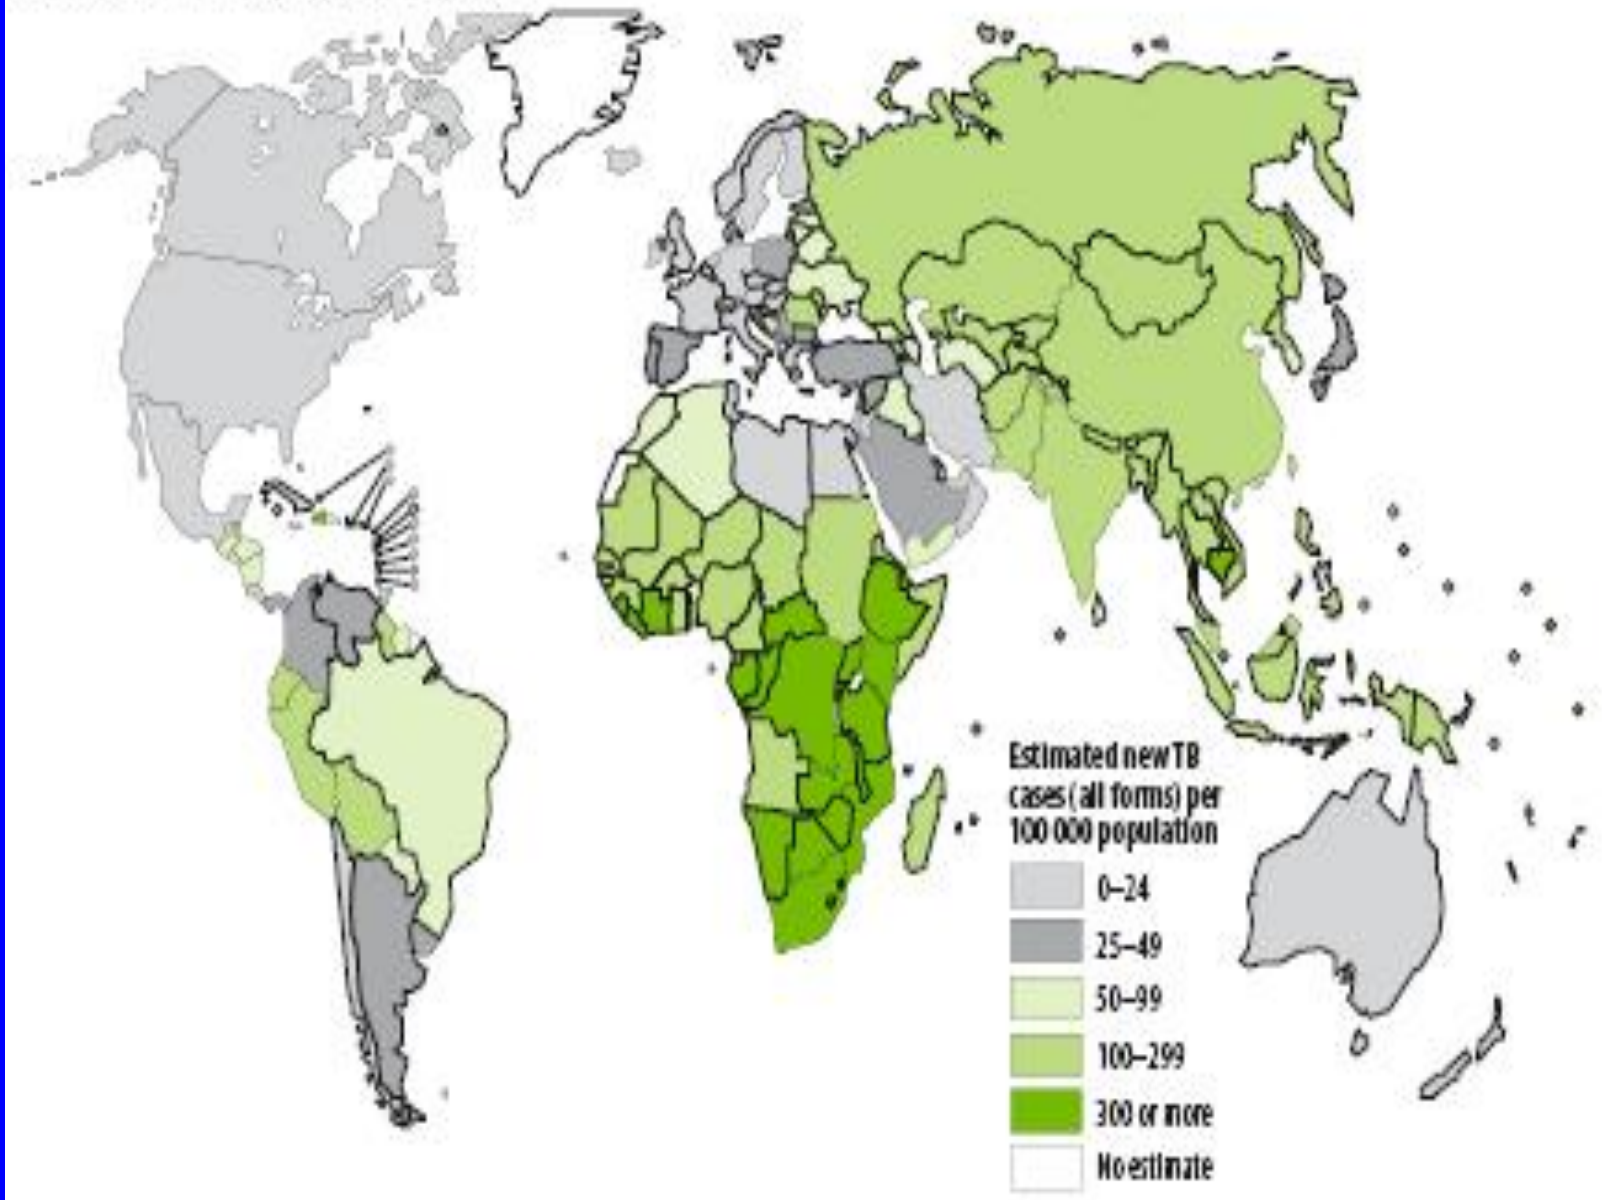 Estimated new TB
cases (all forms) per
100 000 population
0–24
25–49
50–99
100–299
300 or more
No estimate